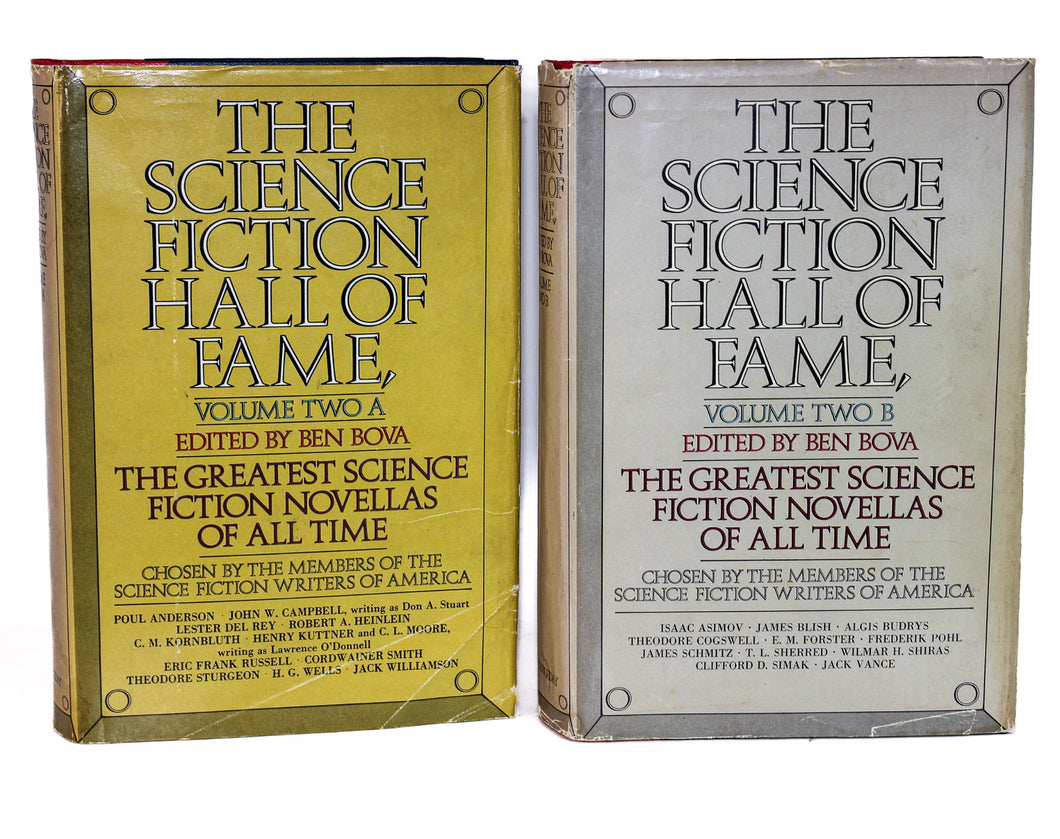 THE
SCIENCE
FICTION
HALL OF
FAME,
VOLUME TWO A
EDITED BY BEN BOVA
THE GREATEST SCIENCE
FICTION NOVELLAS
OF ALL TIME
CHOSEN BY THE MEMBERS OF THE
SCIENCE FICTION WRITERS OF AMERICA
POUL ANDERSON · JOHN W. CAMPBELL, writing as Don A. Stuart
LESTER DEL REY · ROBERT A. HEINLEIN
C. M. KORNBLUTH · HENRY KUTTNER and C. L. MOORE,
writing as Lawrence O'Donnell
ERIC FRANK RUSSELL · CORDWAINER SMITH
THEODORE STURGEON · H. G. WELLS · JACK WILLIAMSON
THE
SCIENCE
FICTION
HALL OF
FAME,
VOLUME TWO B
EDITED BY BEN BOVA
THE GREATEST SCIENCE
FICTION NOVELLAS
OF ALL TIME
CHOSEN BY THE MEMBERS OF THE
SCIENCE FICTION WRITERS OF AMERICA
ISAAC ASIMOV · JAMES BLISH · ALGIS BUDRYS
THEODORE COGSWELL · E. M. FORSTER · FREDERIK POHL
JAMES SCHMITZ · T. L. SHERRED · WILMAR H. SHIRAS
CLIFFORD D. SIMAK · JACK VANCE